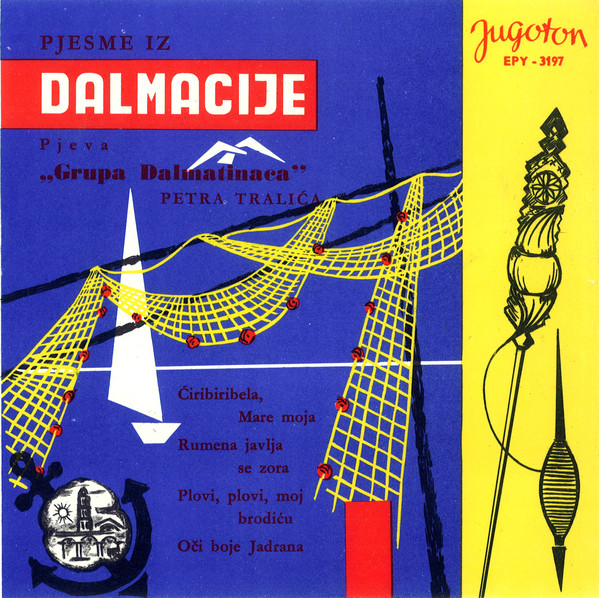 PJESME IZ
DALMACIJE
Pjeva
„Grupa Dalmatinaca”
PETRA TRALIĆA
Jugoton
EPY - 3197
Ćiribiribela,
Mare moja
Rumena javlja
se zora
Plovi, plovi, moj
brodiću
Oči boje Jadrana